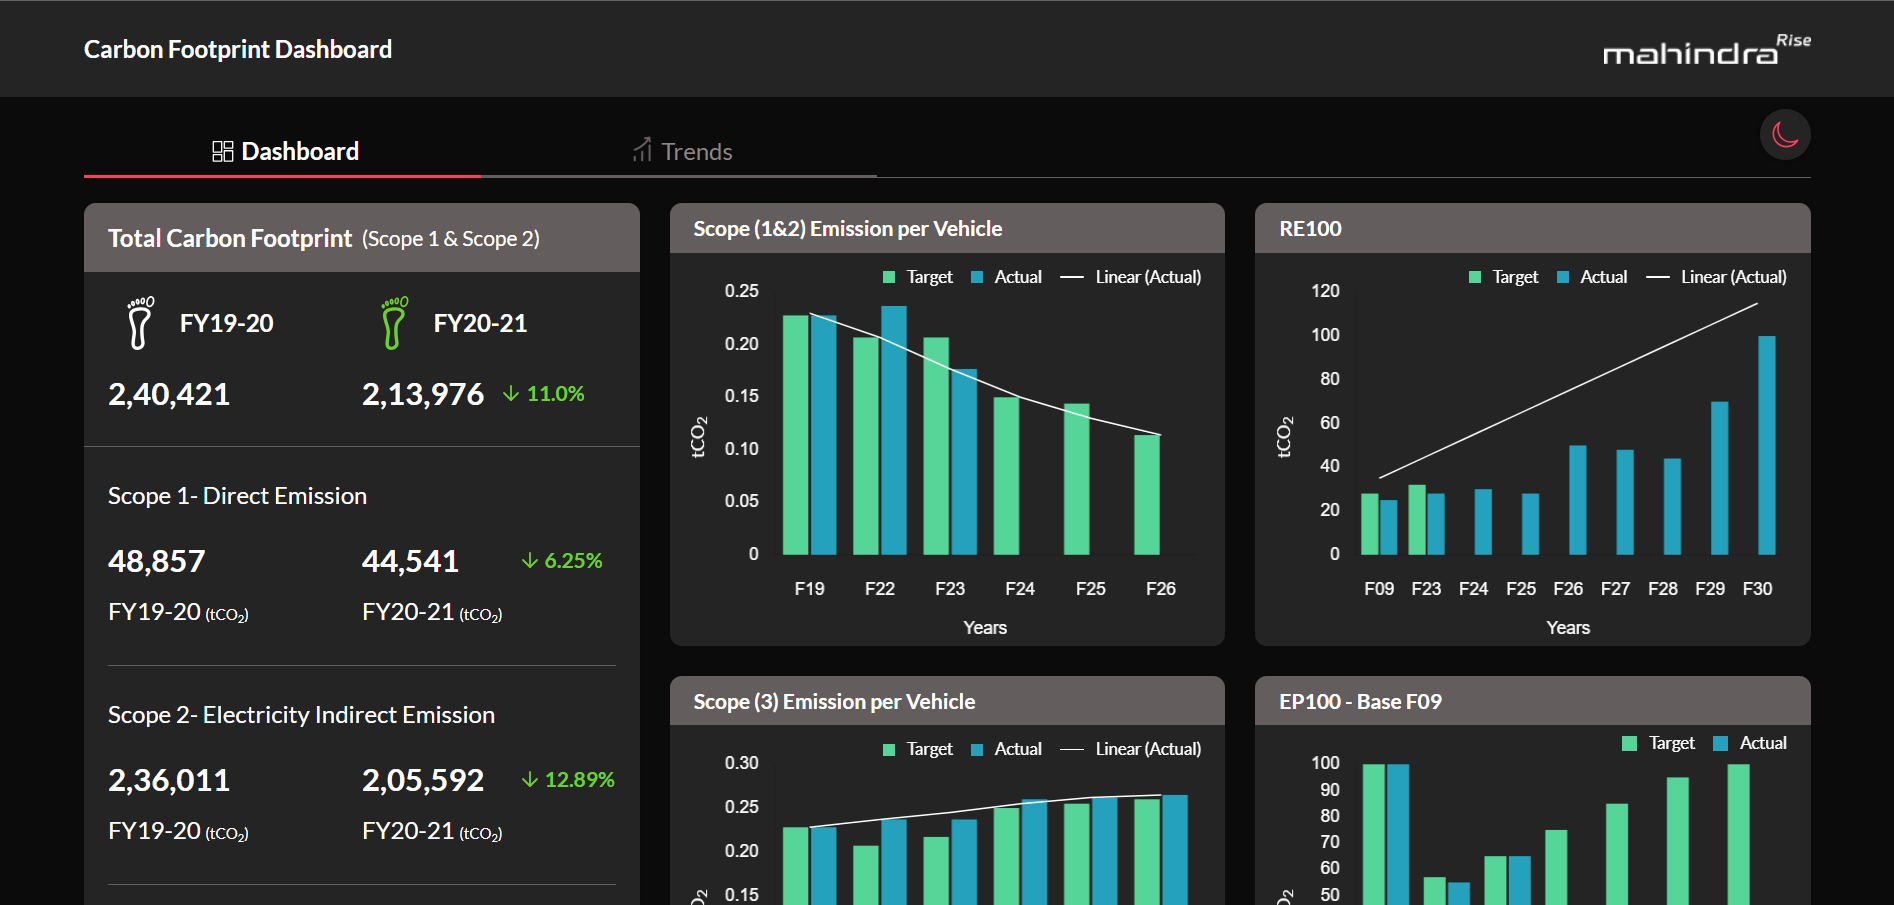 Carbon Footprint Dashboard
mahindra Rise
Dashboard
Trends
Total Carbon Footprint (Scope 1 & Scope 2)
FY19-20
FY20-21
2,40,421
2,13,976 ↓ 11.0%
Scope 1- Direct Emission
48,857
44,541 ↓ 6.25%
FY19-20 (tCO₂)
FY20-21 (tCO₂)
Scope 2- Electricity Indirect Emission
2,36,011
2,05,592 ↓ 12.89%
FY19-20 (tCO₂)
FY20-21 (tCO₂)
Scope (1&2) Emission per Vehicle
Target Actual Linear (Actual)
0.25
0.20
0.15
0.10
0.05
0
tCO₂
F19 F22 F23 F24 F25 F26
Years
RE100
Target Actual Linear (Actual)
120
100
80
60
40
20
0
tCO₂
F09 F23 F24 F25 F26 F27 F28 F29 F30
Years
Scope (3) Emission per Vehicle
Target Actual Linear (Actual)
0.30
0.25
0.20
0.15
EP100 - Base F09
Target Actual
100
90
80
70
60
50